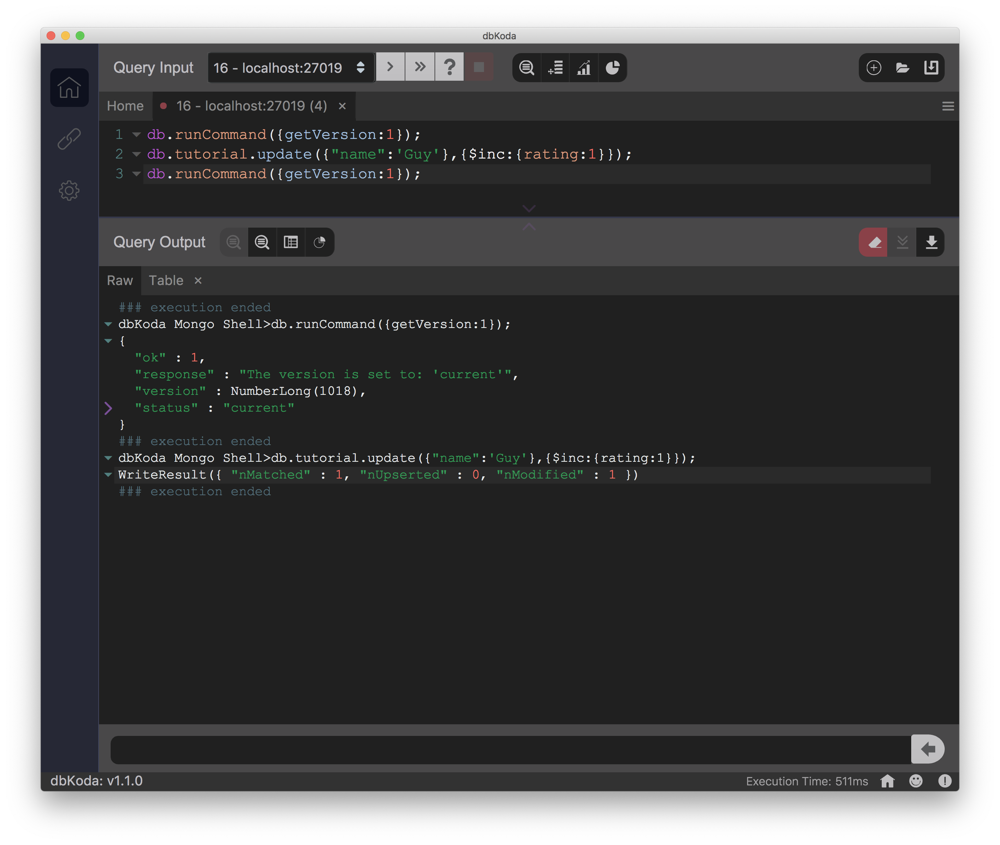 dbKoda
Query Input 16 - localhost:27019
Home 16 - localhost:27019 (4) ×
1 db.runCommand({getVersion:1});
2 db.tutorial.update({"name":'Guy'},{$inc:{rating:1}});
3 db.runCommand({getVersion:1});
Query Output
Raw Table ×
### execution ended
dbKoda Mongo Shell>db.runCommand({getVersion:1});
{
"ok" : 1,
"response" : "The version is set to: 'current'",
"version" : NumberLong(1018),
"status" : "current"
}
### execution ended
dbKoda Mongo Shell>db.tutorial.update({"name":'Guy'},{$inc:{rating:1}});
WriteResult({ "nMatched" : 1, "nUpserted" : 0, "nModified" : 1 })
### execution ended
dbKoda: v1.1.0 Execution Time: 511ms